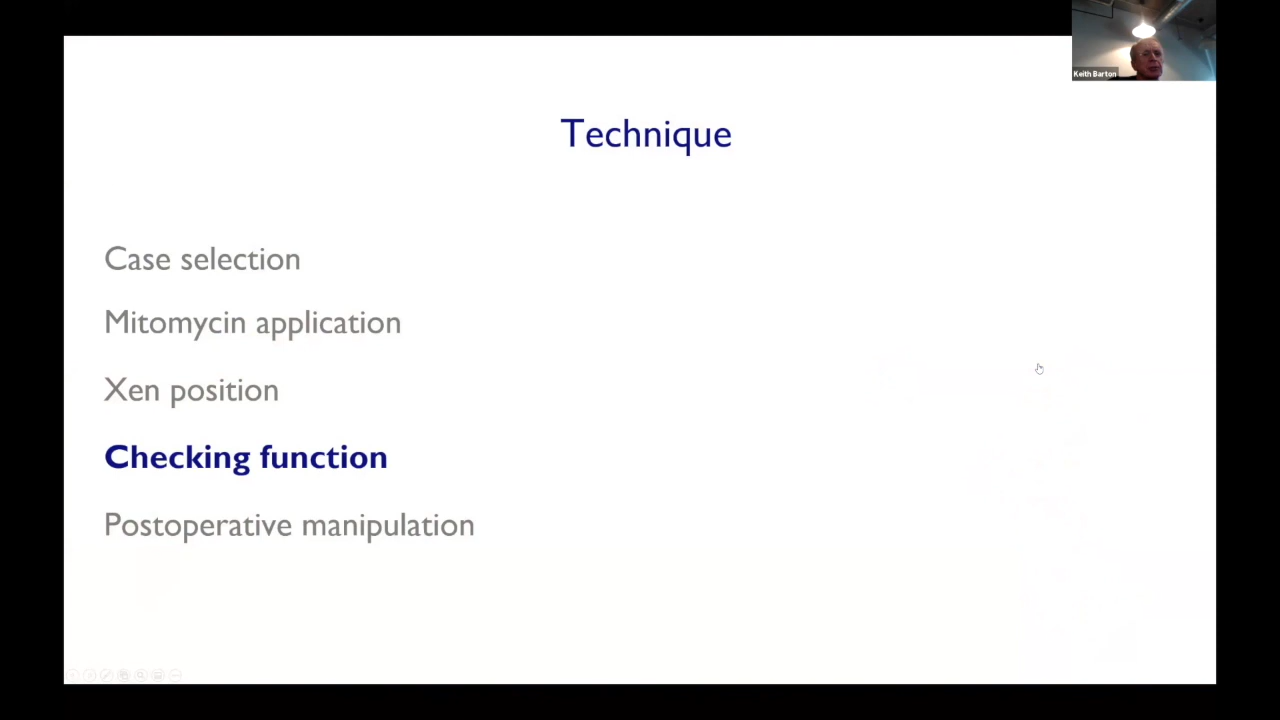 Keith Barton
Technique
Case selection
Mitomycin application
Xen position
Checking function
Postoperative manipulation